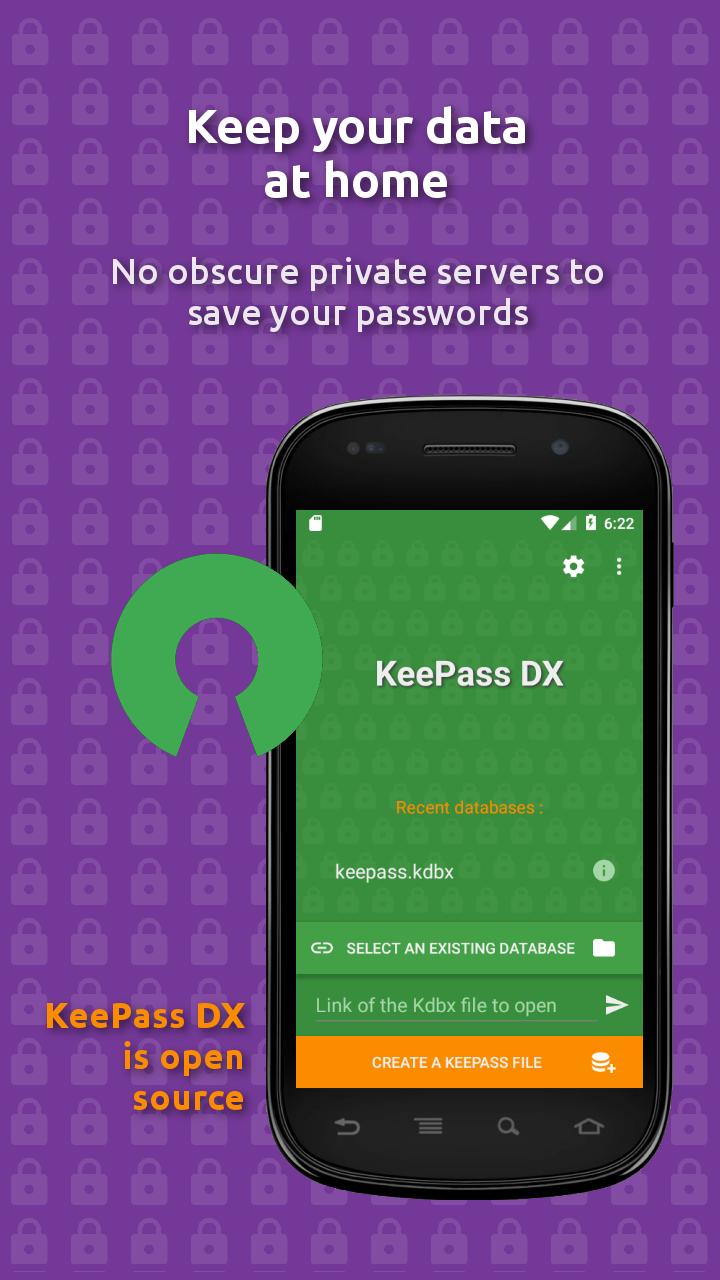 Keep your data
at home
No obscure private servers to
save your passwords
6:22
KeePass DX
Recent databases :
keepass.kdbx
SELECT AN EXISTING DATABASE
Link of the Kdbx file to open
CREATE A KEEPASS FILE
KeePass DX
is open
source